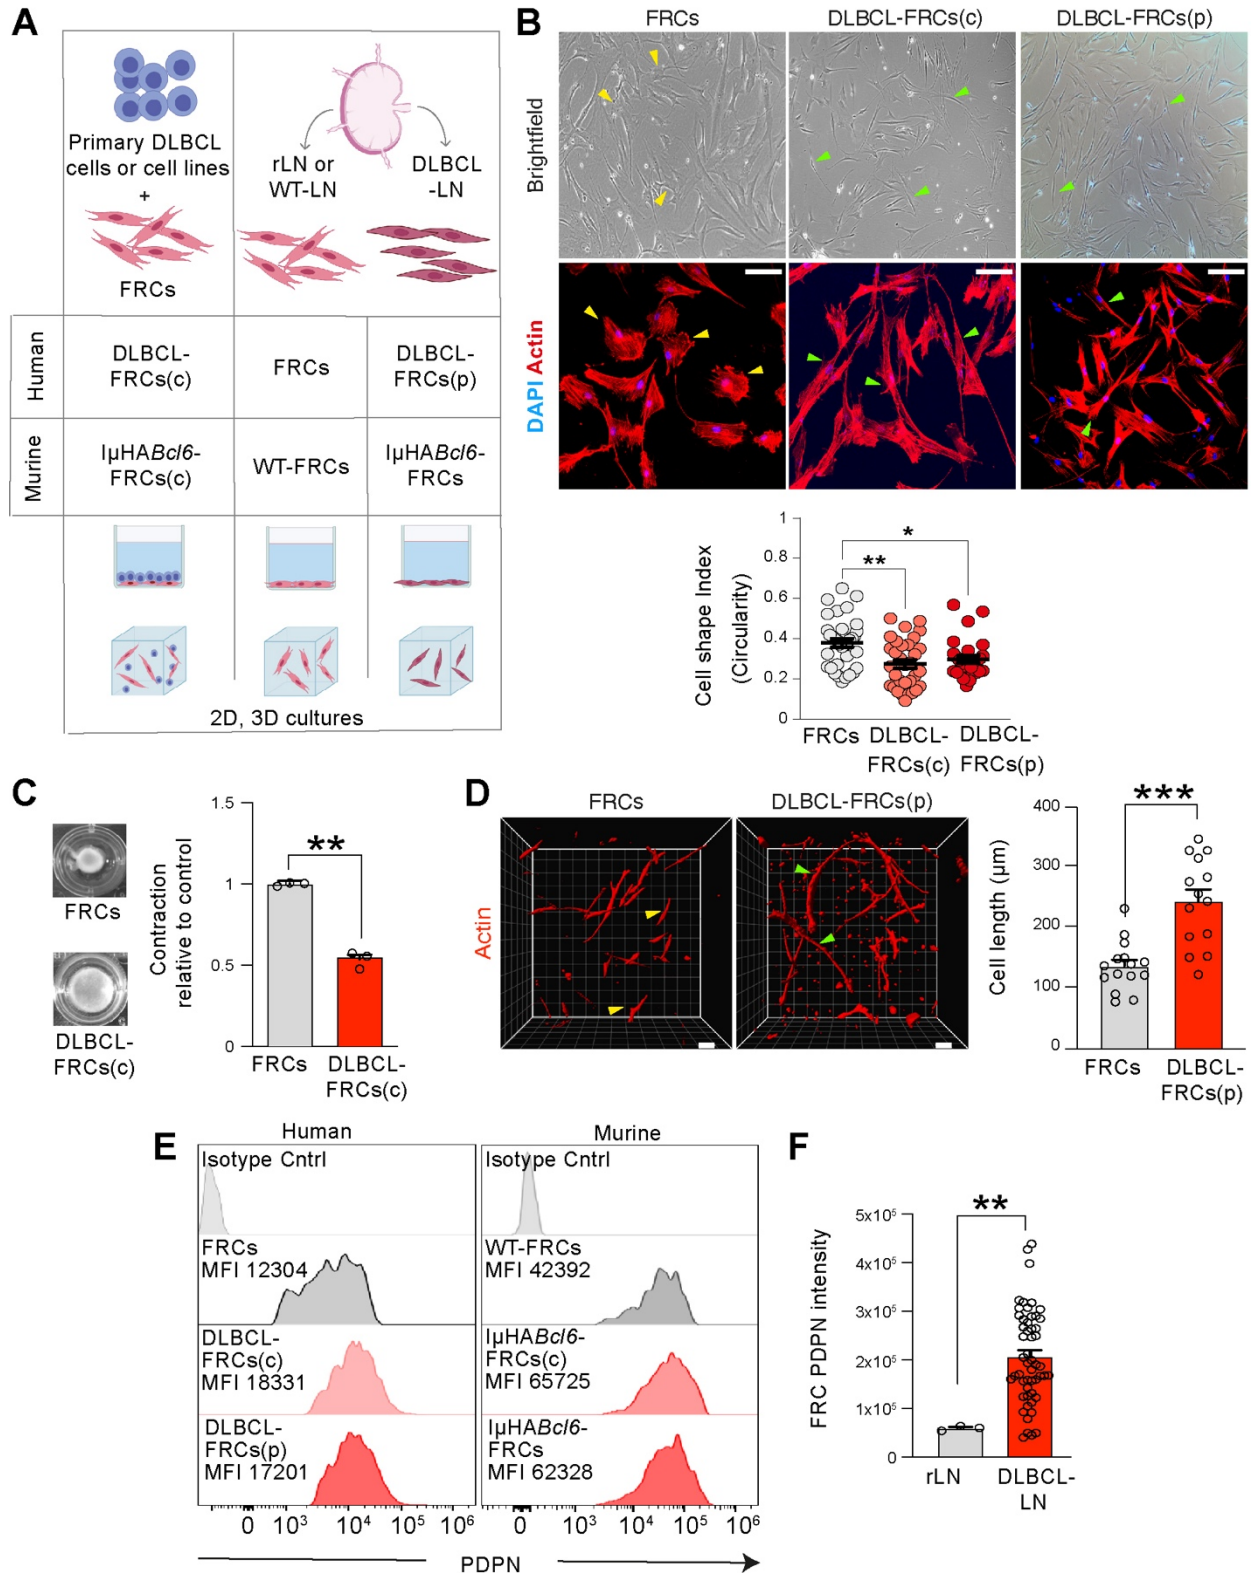 A
Primary DLBCL
cells or cell lines
+
FRCs
rLN or
WT-LN
DLBCL
-LN
Human
DLBCL-
FRCs(c)
FRCs
DLBCL-
FRCs(p)
Murine
IµHABcl6-
FRCs(c)
WT-FRCs
IµHABcl6-
FRCs
2D, 3D cultures
B
FRCs
DLBCL-FRCs(c)
DLBCL-FRCs(p)
Brightfield
DAPI Actin
Cell shape Index
(Circularity)
1
0.8
0.6
0.4
0.2
0
**
*
FRCs
DLBCL-
FRCs(c)
DLBCL-
FRCs(p)
C
FRCs
DLBCL-
FRCs(c)
Contraction
relative to control
1.5
1
0.5
0
**
FRCs
DLBCL-
FRCs(c)
D
FRCs
DLBCL-FRCs(p)
Actin
Cell length (µm)
400
300
200
100
0
***
FRCs
DLBCL-
FRCs(p)
E
Human
Isotype Cntrl
FRCs
MFI 12304
DLBCL-
FRCs(c)
MFI 18331
DLBCL-
FRCs(p)
MFI 17201
0 10³ 10⁴ 10⁵ 10⁶
Murine
Isotype Cntrl
WT-FRCs
MFI 42392
IµHABcl6-
FRCs(c)
MFI 65725
IµHABcl6-
FRCs
MFI 62328
0 10³ 10⁴ 10⁵ 10⁶
PDPN
F
FRC PDPN intensity
5x10⁵
4x10⁵
3x10⁵
2x10⁵
1x10⁵
0
**
rLN
DLBCL-
LN